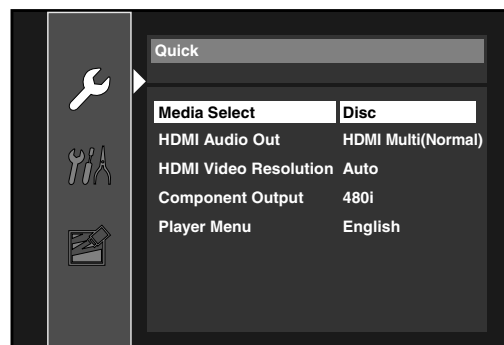 Quick
Media Select Disc
HDMI Audio Out HDMI Multi(Normal)
HDMI Video Resolution Auto
Component Output 480i
Player Menu English